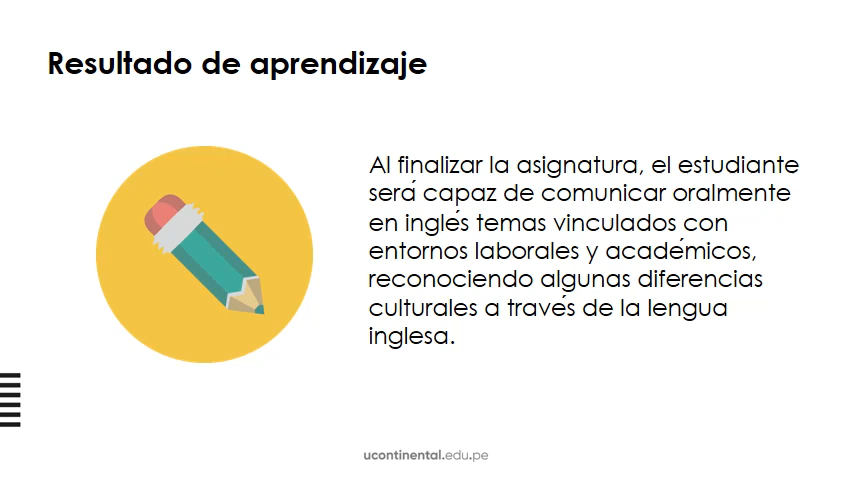 Resultado de aprendizaje
Al finalizar la asignatura, el estudiante
será capaz de comunicar oralmente
en inglés temas vinculados con
entornos laborales y académicos,
reconociendo algunas diferencias
culturales a través de la lengua
inglesa.
ucontinental.edu.pe